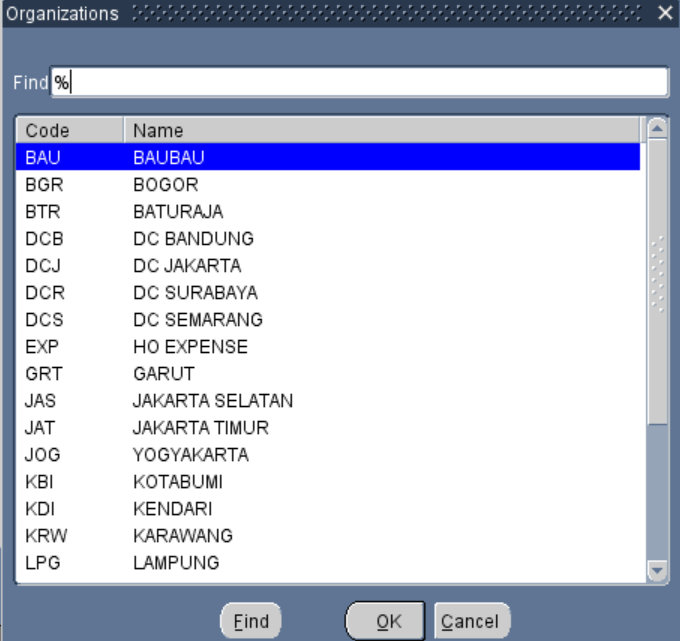 Organizations
Find %
Code Name
BAU BAUBAU
BGR BOGOR
BTR BATURAJA
DCB DC BANDUNG
DCJ DC JAKARTA
DCR DC SURABAYA
DCS DC SEMARANG
EXP HO EXPENSE
GRT GARUT
JAS JAKARTA SELATAN
JAT JAKARTA TIMUR
JOG YOGYAKARTA
KBI KOTABUMI
KDI KENDARI
KRW KARAWANG
LPG LAMPUNG
Find OK Cancel